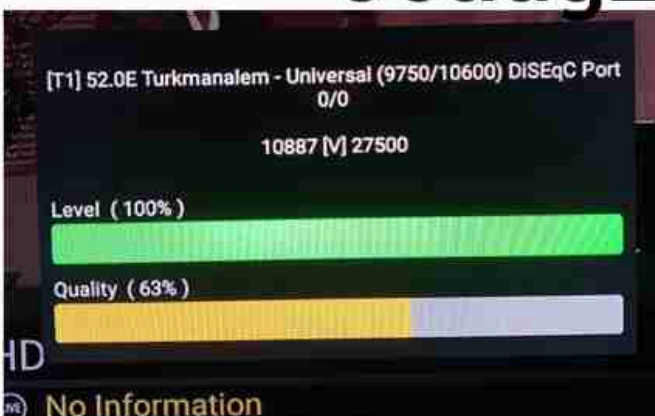 [T1] 52.0E Turkmanalem - Universal (9750/10600) DiSEqC Port
0/0
10887 [V] 27500
Level ( 100% )
Quality ( 63% )
HD
No Information